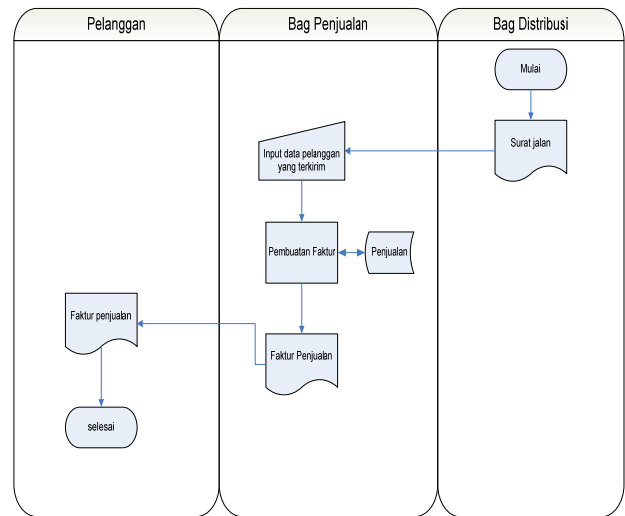 Pelanggan
Bag Penjualan
Bag Distribusi
Mulai
Surat jalan
Input data pelanggan
yang terkirim
Pembuatan Faktur
Penjualan
Faktur penjualan
Faktur Penjualan
selesai